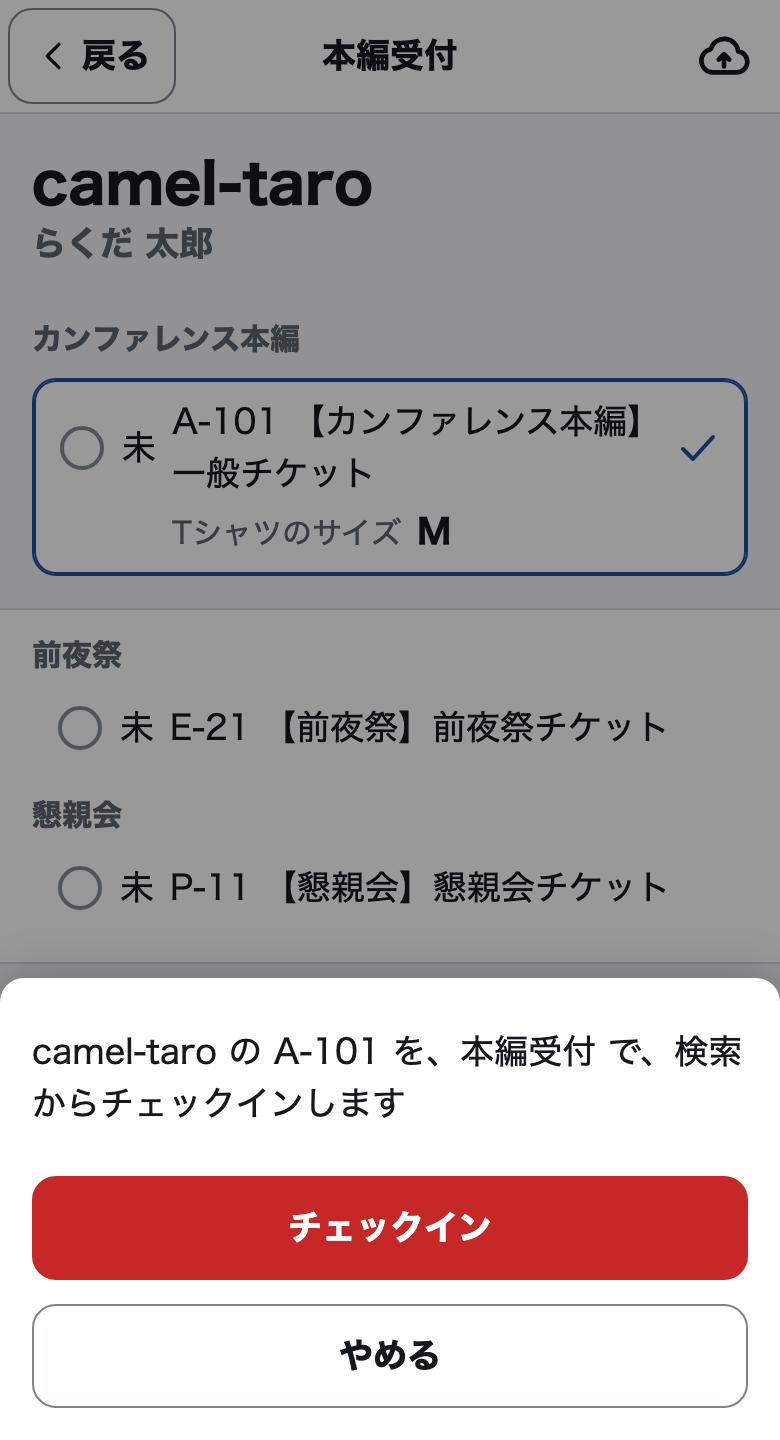 戻る
本編受付
camel-taro
らくだ 太郎
カンファレンス本編
未 A-101 【カンファレンス本編】
一般チケット
Tシャツのサイズ M
前夜祭
未 E-21 【前夜祭】前夜祭チケット
懇親会
未 P-11 【懇親会】懇親会チケット
camel-taro の A-101 を、本編受付 で、検索
からチェックインします
チェックイン
やめる